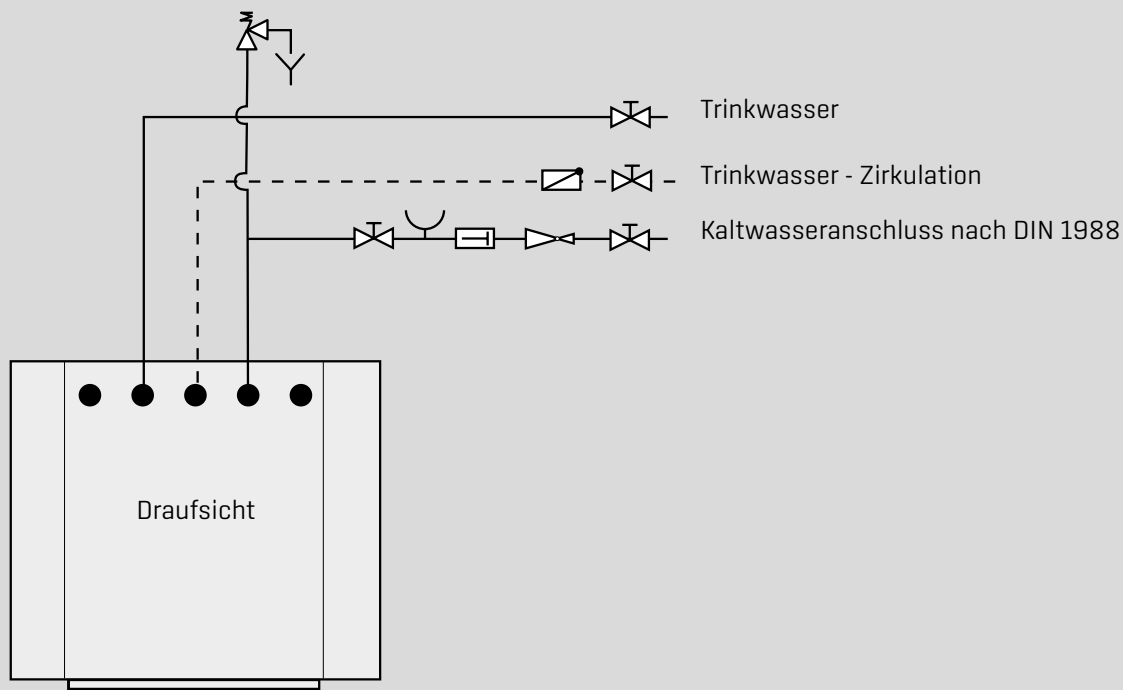 Trinkwasser
Trinkwasser - Zirkulation
Kaltwasseranschluss nach DIN 1988
Draufsicht